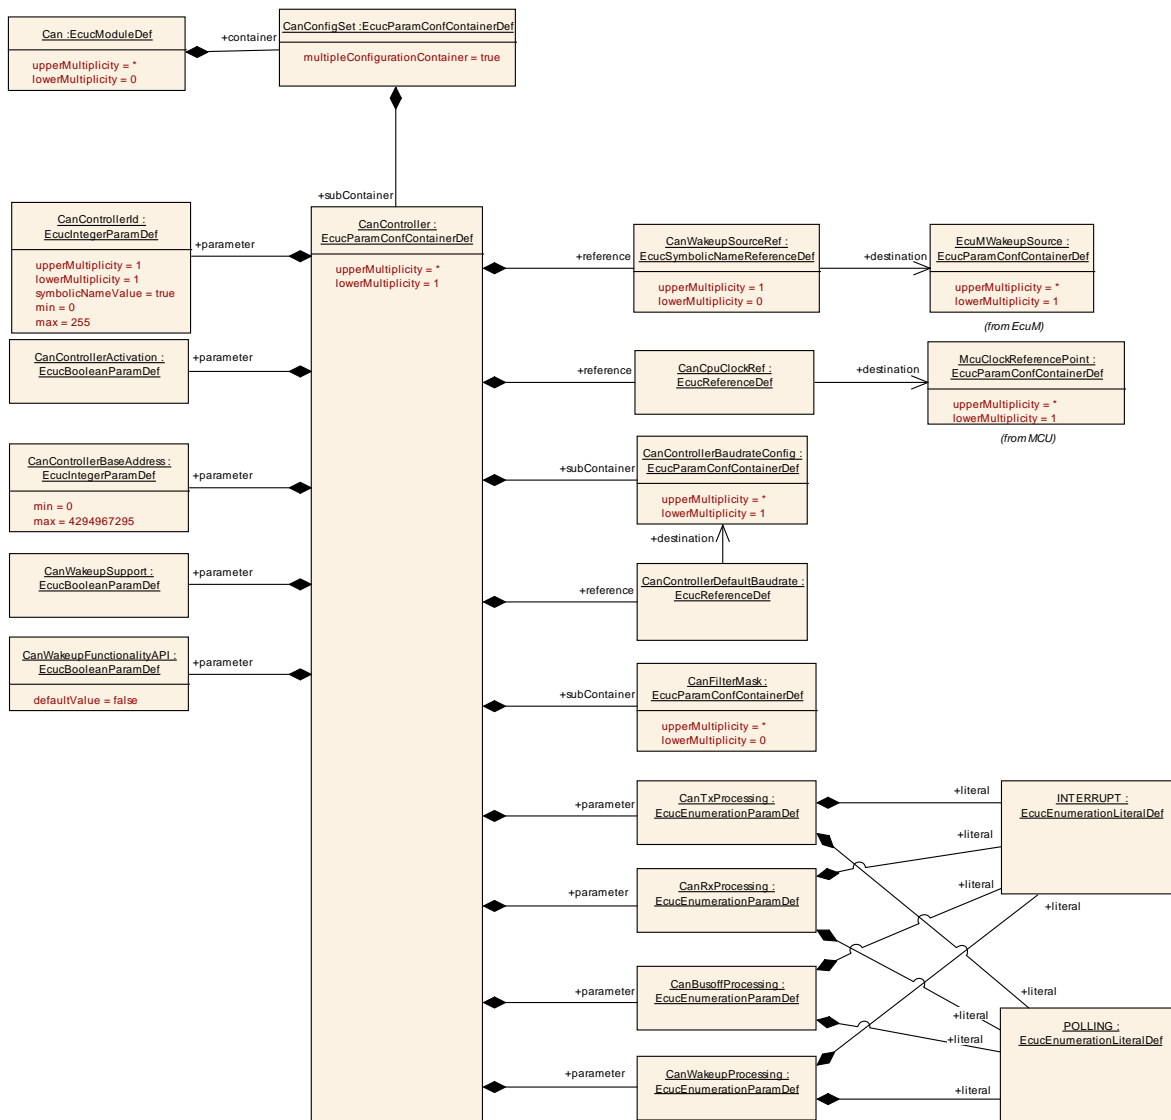 Can :EcucModuleDef
upperMultiplicity = *
lowerMultiplicity = 0
+container
CanConfigSet :EcucParamConfContainerDef
multipleConfigurationContainer = true
+subContainer
CanControllerId :
EcucIntegerParamDef
upperMultiplicity = 1
lowerMultiplicity = 1
symbolicNameValue = true
min = 0
max = 255
+parameter
CanController :
EcucParamConfContainerDef
upperMultiplicity = *
lowerMultiplicity = 1
+reference
CanWakeupSourceRef :
EcucSymbolicNameReferenceDef
upperMultiplicity = 1
lowerMultiplicity = 0
+destination
EcuMWakeupSource :
EcucParamConfContainerDef
upperMultiplicity = *
lowerMultiplicity = 1
(from EcuM)
CanControllerActivation :
EcucBooleanParamDef
+parameter
+reference
CanCpuClockRef :
EcucReferenceDef
+destination
McuClockReferencePoint :
EcucParamConfContainerDef
upperMultiplicity = *
lowerMultiplicity = 1
(from MCU)
CanControllerBaseAddress :
EcucIntegerParamDef
min = 0
max = 4294967295
+parameter
+subContainer
CanControllerBaudrateConfig :
EcucParamConfContainerDef
upperMultiplicity = *
lowerMultiplicity = 1
+destination
CanWakeupSupport :
EcucBooleanParamDef
+parameter
+reference
CanControllerDefaultBaudrate :
EcucReferenceDef
CanWakeupFunctionalityAPI :
EcucBooleanParamDef
defaultValue = false
+parameter
+subContainer
CanFilterMask :
EcucParamConfContainerDef
upperMultiplicity = *
lowerMultiplicity = 0
+parameter
CanTxProcessing :
EcucEnumerationParamDef
+literal
INTERRUPT :
EcucEnumerationLiteralDef
+literal
+parameter
CanRxProcessing :
EcucEnumerationParamDef
+literal
+literal
+parameter
CanBusoffProcessing :
EcucEnumerationParamDef
+literal
+literal
+literal
POLLING :
EcucEnumerationLiteralDef
+parameter
CanWakeupProcessing :
EcucEnumerationParamDef
+literal